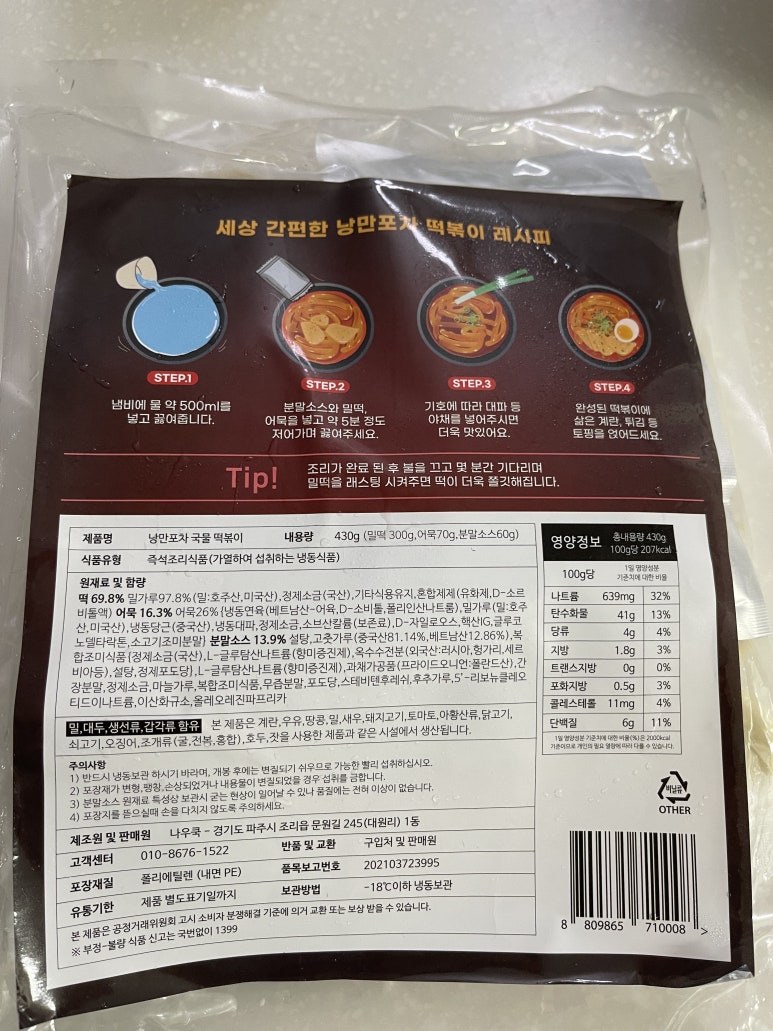 세상 간편한 낭만포차 떡볶이 레시피
STEP.1
냄비에 물 약 500ml를
넣고 끓여줍니다.
STEP.2
분말소스와 밀떡,
어묵을 넣고 약 5분 정도
저어가며 끓여주세요.
STEP.3
기호에 따라 대파 등
야채를 넣어주시면
더욱 맛있어요.
STEP.4
완성된 떡볶이에
삶은 계란, 튀김 등
토핑을 얹어드세요.
Tip!
조리가 완료 된 후 불을 끄고 몇 분간 기다리며
밀떡을 래스팅 시켜주면 떡이 더욱 쫄깃해집니다.
제품명 낭만포차 국물 떡볶이 내용량 430g (밀떡 300g,어묵70g,분말소스60g)
식품유형 즉석조리식품(가열하여 섭취하는 냉동식품)
원재료 및 함량
떡 69.8% 밀가루97.8%(밀:호주산,미국산),정제소금(국산),기타식용유지,혼합제제(유화제,D-소르
비톨액) 어묵 16.3% 어묵26%{냉동연육(베트남산-어육,D-소비톨,폴리인산나트륨),밀가루(밀:호주
산,미국산),냉동당근(중국산),냉동대파,정제소금,소브산칼륨(보존료),D-자일로오스,핵산IG,글루코
노델타락톤,소고기조미분말} 분말소스 13.9% 설탕,고춧가루(중국산81.14%,베트남산12.86%),복
합조미식품{정제소금(국산),L-글루탐산나트륨(향미증진제),옥수수전분(외국산:러시아,헝가리,세르
비아등),설탕,정제포도당},L-글루탐산나트륨(향미증진제),과채가공품(프라이드오니언:폴란드산),간
장분말,정제소금,마늘가루,복합조미식품,우즙분말,포도당,스테비텐후레쉬,후추가루,5'-리보뉴클레오
티드이나트륨,이산화규소,올레오레진파프리카
밀,대두,생선류,갑각류 함유 본 제품은 계란,우유,땅콩,밀,새우,돼지고기,토마토,아황산류,닭고기,
쇠고기,오징어,조개류(굴,전복,홍합),호두,잣을 사용한 제품과 같은 시설에서 생산됩니다.
주의사항
1) 반드시 냉동보관 하시기 바라며, 개봉 후에는 변질되기 쉬우므로 가능한 빨리 섭취하십시오.
2) 포장재가 변형,팽창,손상되었거나 내용물이 변질되었을 경우 섭취를 금합니다.
3) 분말소스 원재료 특성상 보관시 굳는 현상이 일어날 수 있나 품질에는 전혀 이상이 없습니다.
4) 포장지를 뜯으실때 손을 다치지 않도록 주의하세요.
제조원 및 판매원 나우쿡 - 경기도 파주시 조리읍 문원길 245(대원리) 1동
고객센터 010-8676-1522 반품 및 교환 구입처 및 판매원
포장재질 폴리에틸렌 (내면 PE) 품목보고번호 202103723995
유통기한 제품 별도표기일까지 보관방법 -18℃이하 냉동보관
본 제품은 공정거래위원회 고시 소비자 분쟁해결 기준에 의거 교환 또는 보상 받을 수 있습니다.
※ 부정-불량 식품 신고는 국번없이 1399
영양정보 총내용량 430g
100g당 207kcal
100g당 1일 영양성분
기준치에 대한 비율
나트륨 639mg 32%
탄수화물 41g 13%
당류 4g 4%
지방 1.8g 3%
트랜스지방 0g 0%
포화지방 0.5g 3%
콜레스테롤 11mg 4%
단백질 6g 11%
1일 영양성분 기준치에 대한 비율(%)은 2000kcal
기준이므로 개인의 필요 열량에 따라 다를 수 있습니다.
비닐류
OTHER
8 809865 710008 >